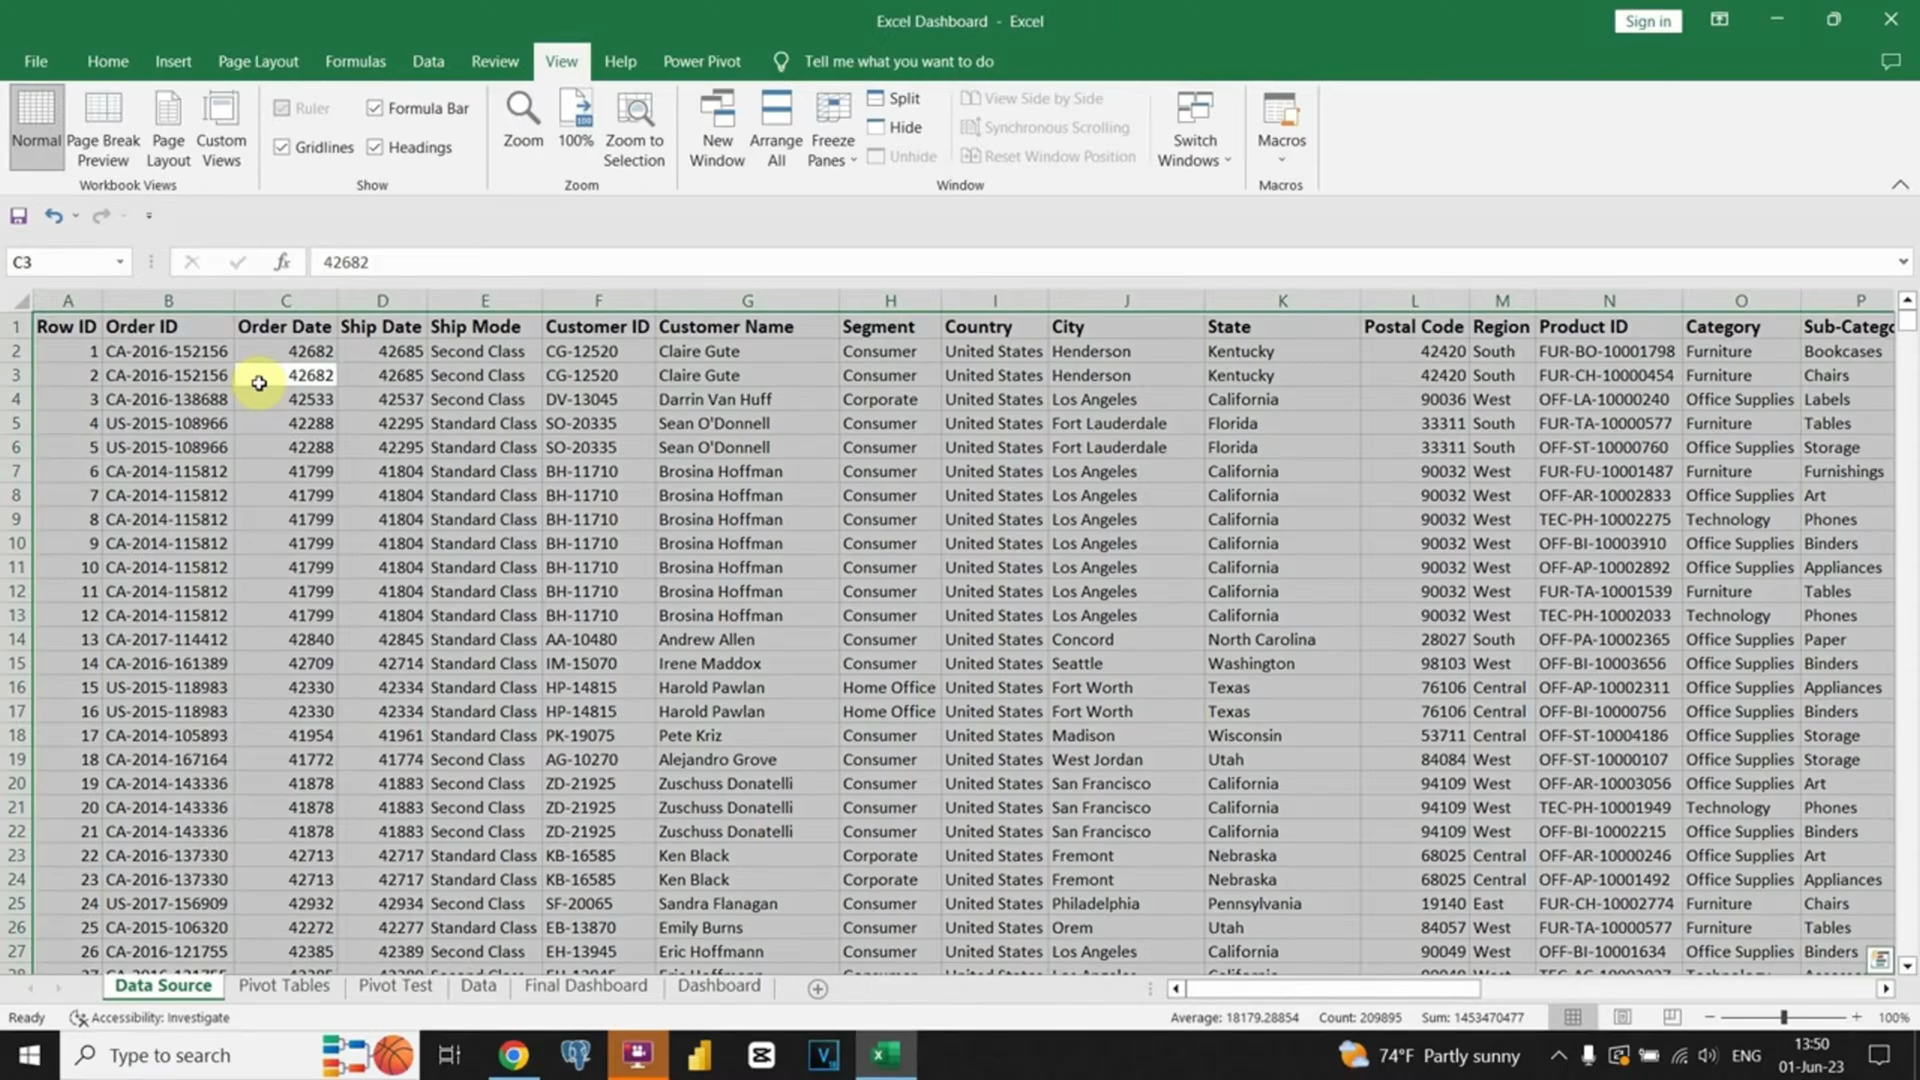 Excel Dashboard - Excel
Sign in
File Home Insert Page Layout Formulas Data Review View Help Power Pivot Tell me what you want to do
Normal
Page Break Preview
Page Layout
Custom Views
Workbook Views
Ruler
Formula Bar
Gridlines
Headings
Show
Zoom
100
100%
Zoom to Selection
Zoom
New Window
Arrange All
Freeze Panes
Split
Hide
Unhide
View Side by Side
Synchronous Scrolling
Reset Window Position
Window
Switch Windows
Macros
Macros
C3 fx 42682
A B C D E F G H I J K L M N O P
1 Row ID Order ID Order Date Ship Date Ship Mode Customer ID Customer Name Segment Country City State Postal Code Region Product ID Category Sub-Catego
2 1 CA-2016-152156 42682 42685 Second Class CG-12520 Claire Gute Consumer United States Henderson Kentucky 42420 South FUR-BO-10001798 Furniture Bookcases
3 2 CA-2016-152156 42682 42685 Second Class CG-12520 Claire Gute Consumer United States Henderson Kentucky 42420 South FUR-CH-10000454 Furniture Chairs
4 3 CA-2016-138688 42533 42537 Second Class DV-13045 Darrin Van Huff Corporate United States Los Angeles California 90036 West OFF-LA-10000240 Office Supplies Labels
5 4 US-2015-108966 42288 42295 Standard Class SO-20335 Sean O'Donnell Consumer United States Fort Lauderdale Florida 33311 South FUR-TA-10000577 Furniture Tables
6 5 US-2015-108966 42288 42295 Standard Class SO-20335 Sean O'Donnell Consumer United States Fort Lauderdale Florida 33311 South OFF-ST-10000760 Office Supplies Storage
7 6 CA-2014-115812 41799 41804 Standard Class BH-11710 Brosina Hoffman Consumer United States Los Angeles California 90032 West FUR-FU-10001487 Furniture Furnishings
8 7 CA-2014-115812 41799 41804 Standard Class BH-11710 Brosina Hoffman Consumer United States Los Angeles California 90032 West OFF-AR-10002833 Office Supplies Art
9 8 CA-2014-115812 41799 41804 Standard Class BH-11710 Brosina Hoffman Consumer United States Los Angeles California 90032 West TEC-PH-10002275 Technology Phones
10 9 CA-2014-115812 41799 41804 Standard Class BH-11710 Brosina Hoffman Consumer United States Los Angeles California 90032 West OFF-BI-10003910 Office Supplies Binders
11 10 CA-2014-115812 41799 41804 Standard Class BH-11710 Brosina Hoffman Consumer United States Los Angeles California 90032 West OFF-AP-10002892 Office Supplies Appliances
12 11 CA-2014-115812 41799 41804 Standard Class BH-11710 Brosina Hoffman Consumer United States Los Angeles California 90032 West FUR-TA-10001539 Furniture Tables
13 12 CA-2014-115812 41799 41804 Standard Class BH-11710 Brosina Hoffman Consumer United States Los Angeles California 90032 West TEC-PH-10002033 Technology Phones
14 13 CA-2017-114412 42840 42845 Standard Class AA-10480 Andrew Allen Consumer United States Concord North Carolina 28027 South OFF-PA-10002365 Office Supplies Paper
15 14 CA-2016-161389 42709 42714 Standard Class IM-15070 Irene Maddox Consumer United States Seattle Washington 98103 West OFF-BI-10003656 Office Supplies Binders
16 15 US-2015-118983 42330 42334 Standard Class HP-14815 Harold Pawlan Home Office United States Fort Worth Texas 76106 Central OFF-AP-10002311 Office Supplies Appliances
17 16 US-2015-118983 42330 42334 Standard Class HP-14815 Harold Pawlan Home Office United States Fort Worth Texas 76106 Central OFF-BI-10000756 Office Supplies Binders
18 17 CA-2014-105893 41954 41961 Standard Class PK-19075 Pete Kriz Consumer United States Madison Wisconsin 53711 Central OFF-ST-10004186 Office Supplies Storage
19 18 CA-2014-167164 41772 41774 Second Class AG-10270 Alejandro Grove Consumer United States West Jordan Utah 84084 West OFF-ST-10000107 Office Supplies Storage
20 19 CA-2014-143336 41878 41883 Second Class ZD-21925 Zuschuss Donatelli Consumer United States San Francisco California 94109 West OFF-AR-10003056 Office Supplies Art
21 20 CA-2014-143336 41878 41883 Second Class ZD-21925 Zuschuss Donatelli Consumer United States San Francisco California 94109 West TEC-PH-10001949 Technology Phones
22 21 CA-2014-143336 41878 41883 Second Class ZD-21925 Zuschuss Donatelli Consumer United States San Francisco California 94109 West OFF-BI-10002215 Office Supplies Binders
23 22 CA-2016-137330 42713 42717 Standard Class KB-16585 Ken Black Corporate United States Fremont Nebraska 68025 Central OFF-AR-10000246 Office Supplies Art
24 23 CA-2016-137330 42713 42717 Standard Class KB-16585 Ken Black Corporate United States Fremont Nebraska 68025 Central OFF-AP-10001492 Office Supplies Appliances
25 24 US-2017-156909 42932 42934 Second Class SF-20065 Sandra Flanagan Consumer United States Philadelphia Pennsylvania 19140 East FUR-CH-10002774 Furniture Chairs
26 25 CA-2015-106320 42272 42277 Standard Class EB-13870 Emily Burns Consumer United States Orem Utah 84057 West FUR-TA-10000577 Furniture Tables
27 26 CA-2016-121755 42385 42389 Second Class EH-13945 Eric Hoffmann Consumer United States Los Angeles California 90049 West OFF-BI-10001634 Office Supplies Binders
Data Source Pivot Tables Pivot Test Data Final Dashboard Dashboard
Ready Accessibility: Investigate Average: 18179.28854 Count: 209895 Sum: 1453470477 100%
Type to search 74°F Partly sunny ENG 13:50
01-Jun-23